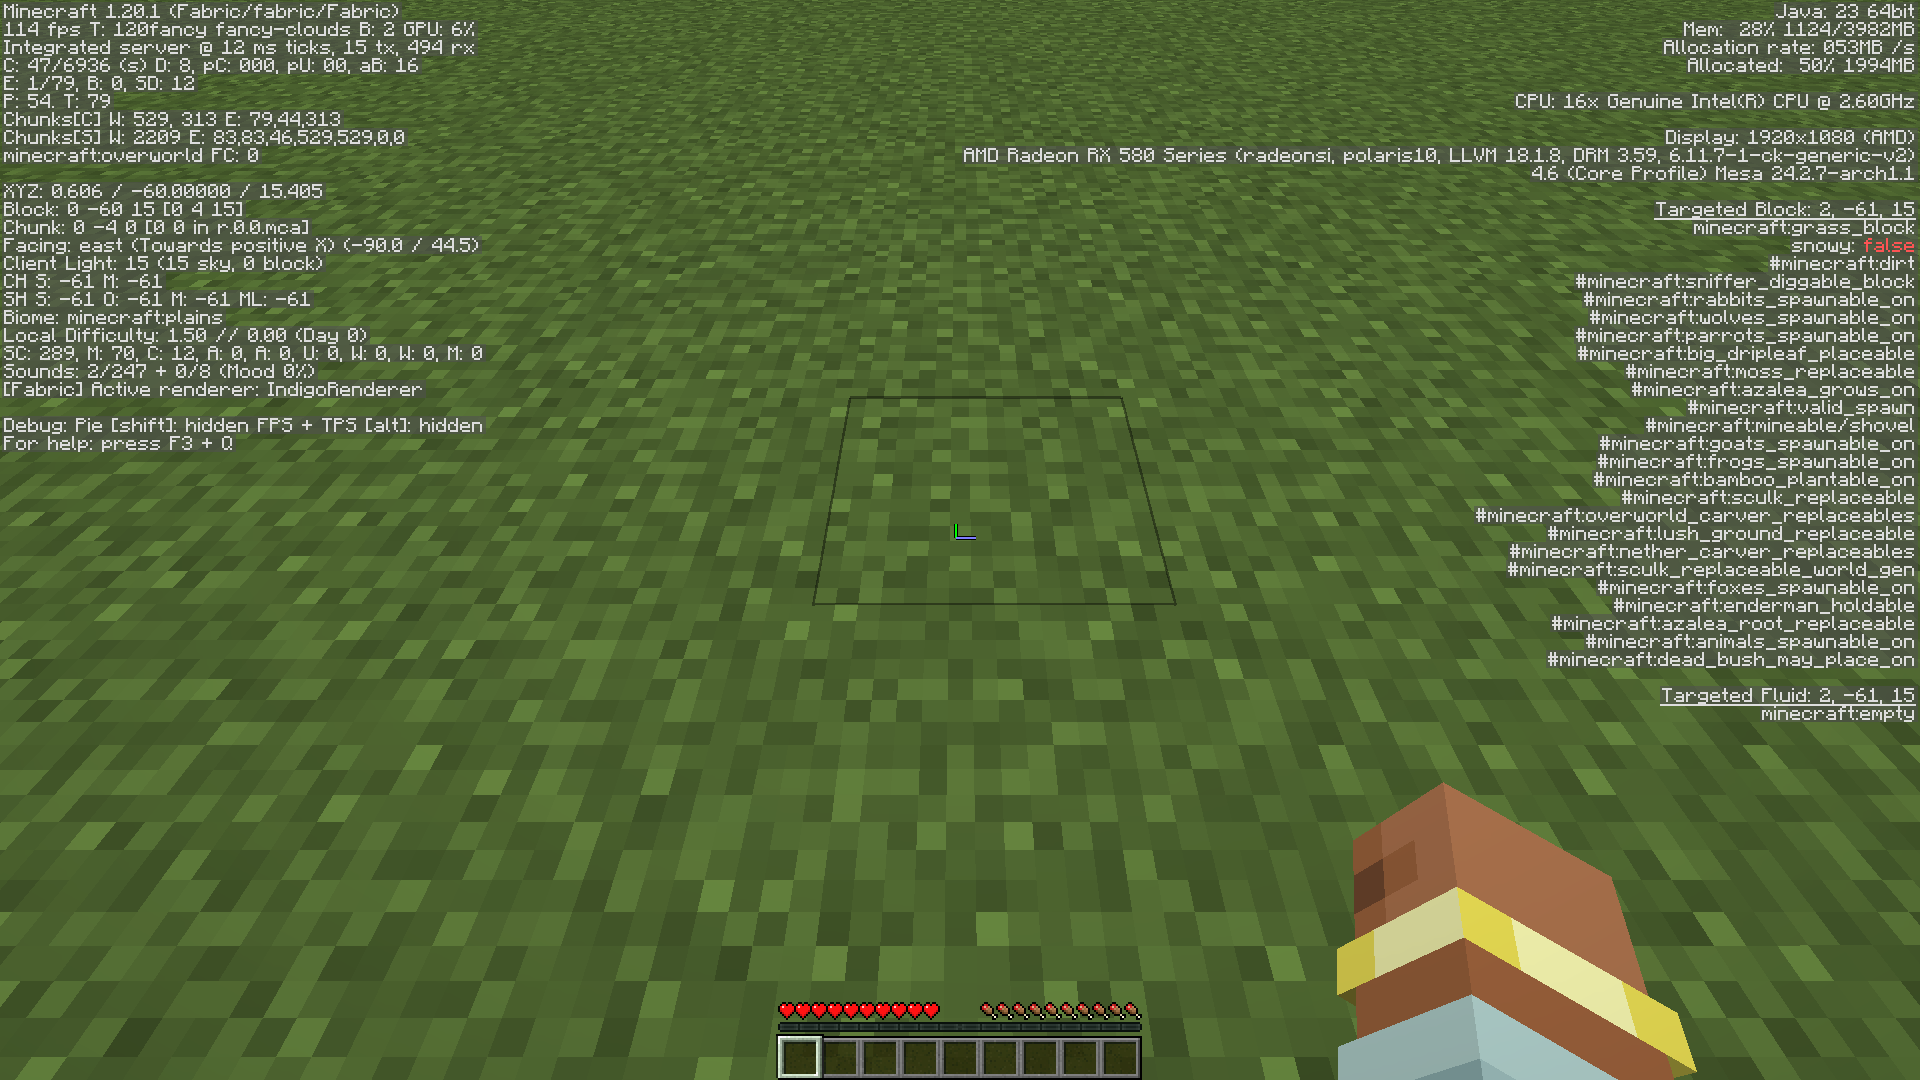 Minecraft 1.20.1 (Fabric/fabric/Fabric)
114 fps T: 120fancy fancy-clouds B: 2 GPU: 6%
Integrated server @ 12 ms ticks, 15 tx, 494 rx
C: 47/6936 (s) D: 8, pC: 000, pU: 00, aB: 16
E: 1/79, B: 0, SD: 12
P: 54. T: 79
Chunks[C] W: 529, 313 E: 79,44,313
Chunks[S] W: 2209 E: 83,83,46,529,529,0,0
minecraft:overworld FC: 0
XYZ: 0.606 / -60.00000 / 15.405
Block: 0 -60 15 [0 4 15]
Chunk: 0 -4 0 [0 0 in r.0.0.mca]
Facing: east (Towards positive X) (-90.0 / 44.5)
Client Light: 15 (15 sky, 0 block)
CH S: -61 M: -61
SH S: -61 O: -61 M: -61 ML: -61
Biome: minecraft:plains
Local Difficulty: 1.50 // 0.00 (Day 0)
SC: 289, M: 70, C: 12, A: 0, A: 0, U: 0, W: 0, W: 0, M: 0
Sounds: 2/247 + 0/8 (Mood 0%)
[Fabric] Active renderer: IndigoRenderer
Debug: Pie [shift]: hidden FPS + TPS [alt]: hidden
For help: press F3 + Q
Java: 23 64bit
Mem: 28% 1124/3982MB
Allocation rate: 053MB /s
Allocated: 50% 1994MB
CPU: 16x Genuine Intel(R) CPU @ 2.60GHz
Display: 1920x1080 (AMD)
AMD Radeon RX 580 Series (radeonsi, polaris10, LLVM 18.1.8, DRM 3.59, 6.11.7-1-ck-generic-v2)
4.6 (Core Profile) Mesa 24.2.7-arch1.1
Targeted Block: 2, -61, 15
minecraft:grass_block
snowy: false
#minecraft:dirt
#minecraft:sniffer_diggable_block
#minecraft:rabbits_spawnable_on
#minecraft:wolves_spawnable_on
#minecraft:parrots_spawnable_on
#minecraft:big_dripleaf_placeable
#minecraft:moss_replaceable
#minecraft:azalea_grows_on
#minecraft:valid_spawn
#minecraft:mineable/shovel
#minecraft:goats_spawnable_on
#minecraft:frogs_spawnable_on
#minecraft:bamboo_plantable_on
#minecraft:sculk_replaceable
#minecraft:overworld_carver_replaceables
#minecraft:lush_ground_replaceable
#minecraft:nether_carver_replaceables
#minecraft:sculk_replaceable_world_gen
#minecraft:foxes_spawnable_on
#minecraft:enderman_holdable
#minecraft:azalea_root_replaceable
#minecraft:animals_spawnable_on
#minecraft:dead_bush_may_place_on
Targeted Fluid: 2, -61, 15
minecraft:empty